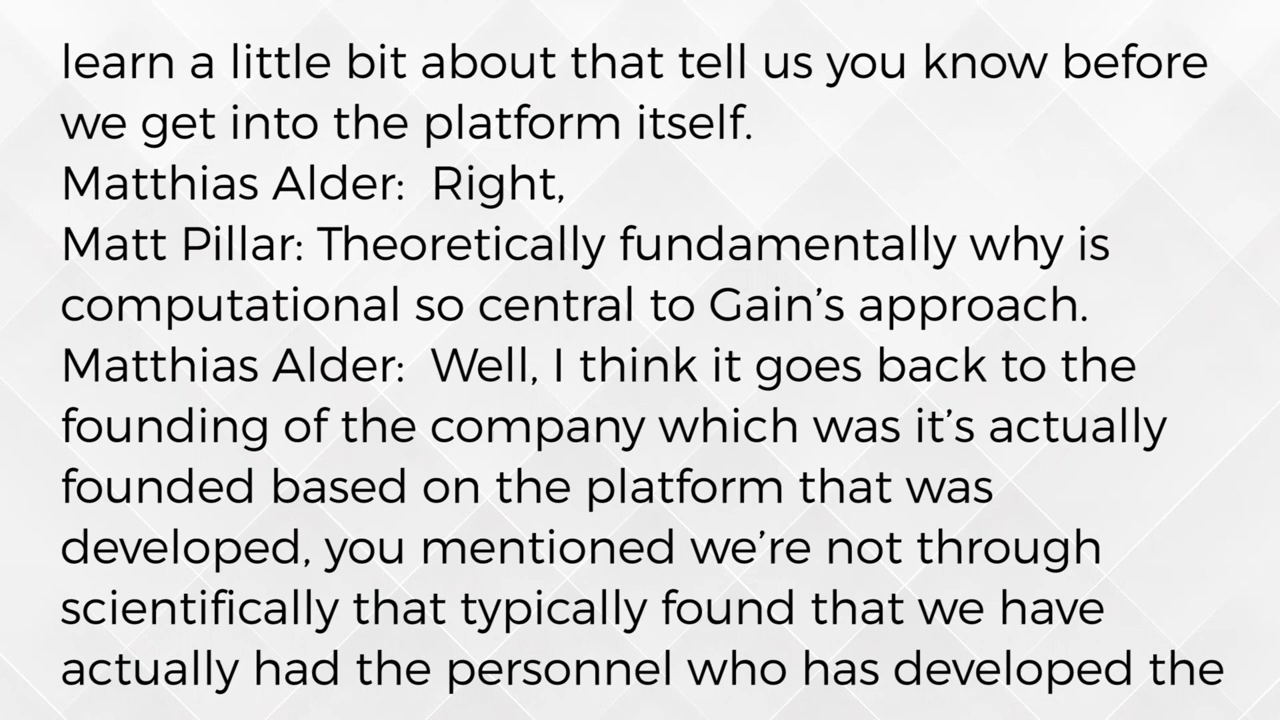 learn a little bit about that tell us you know before
we get into the platform itself.
Matthias Alder:  Right,
Matt Pillar: Theoretically fundamentally why is
computational so central to Gain’s approach.
Matthias Alder:  Well, I think it goes back to the
founding of the company which was it’s actually
founded based on the platform that was
developed, you mentioned we’re not through
scientifically that typically found that we have
actually had the personnel who has developed the